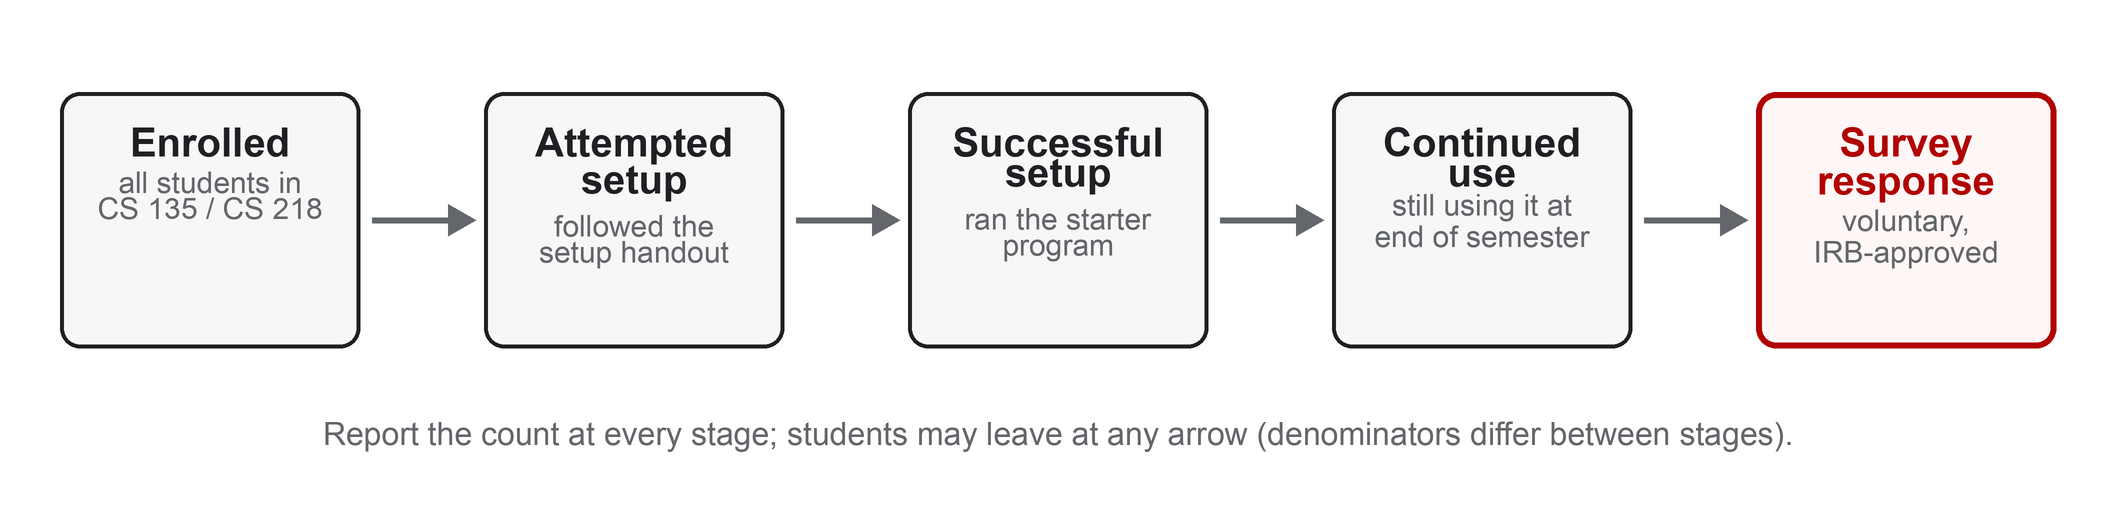 Enrolled
all students in
CS 135 / CS 218
Attempted
setup
followed the
setup handout
Successful
setup
ran the starter
program
Continued
use
still using it at
end of semester
Survey
response
voluntary,
IRB-approved
Report the count at every stage; students may leave at any arrow (denominators differ between stages).